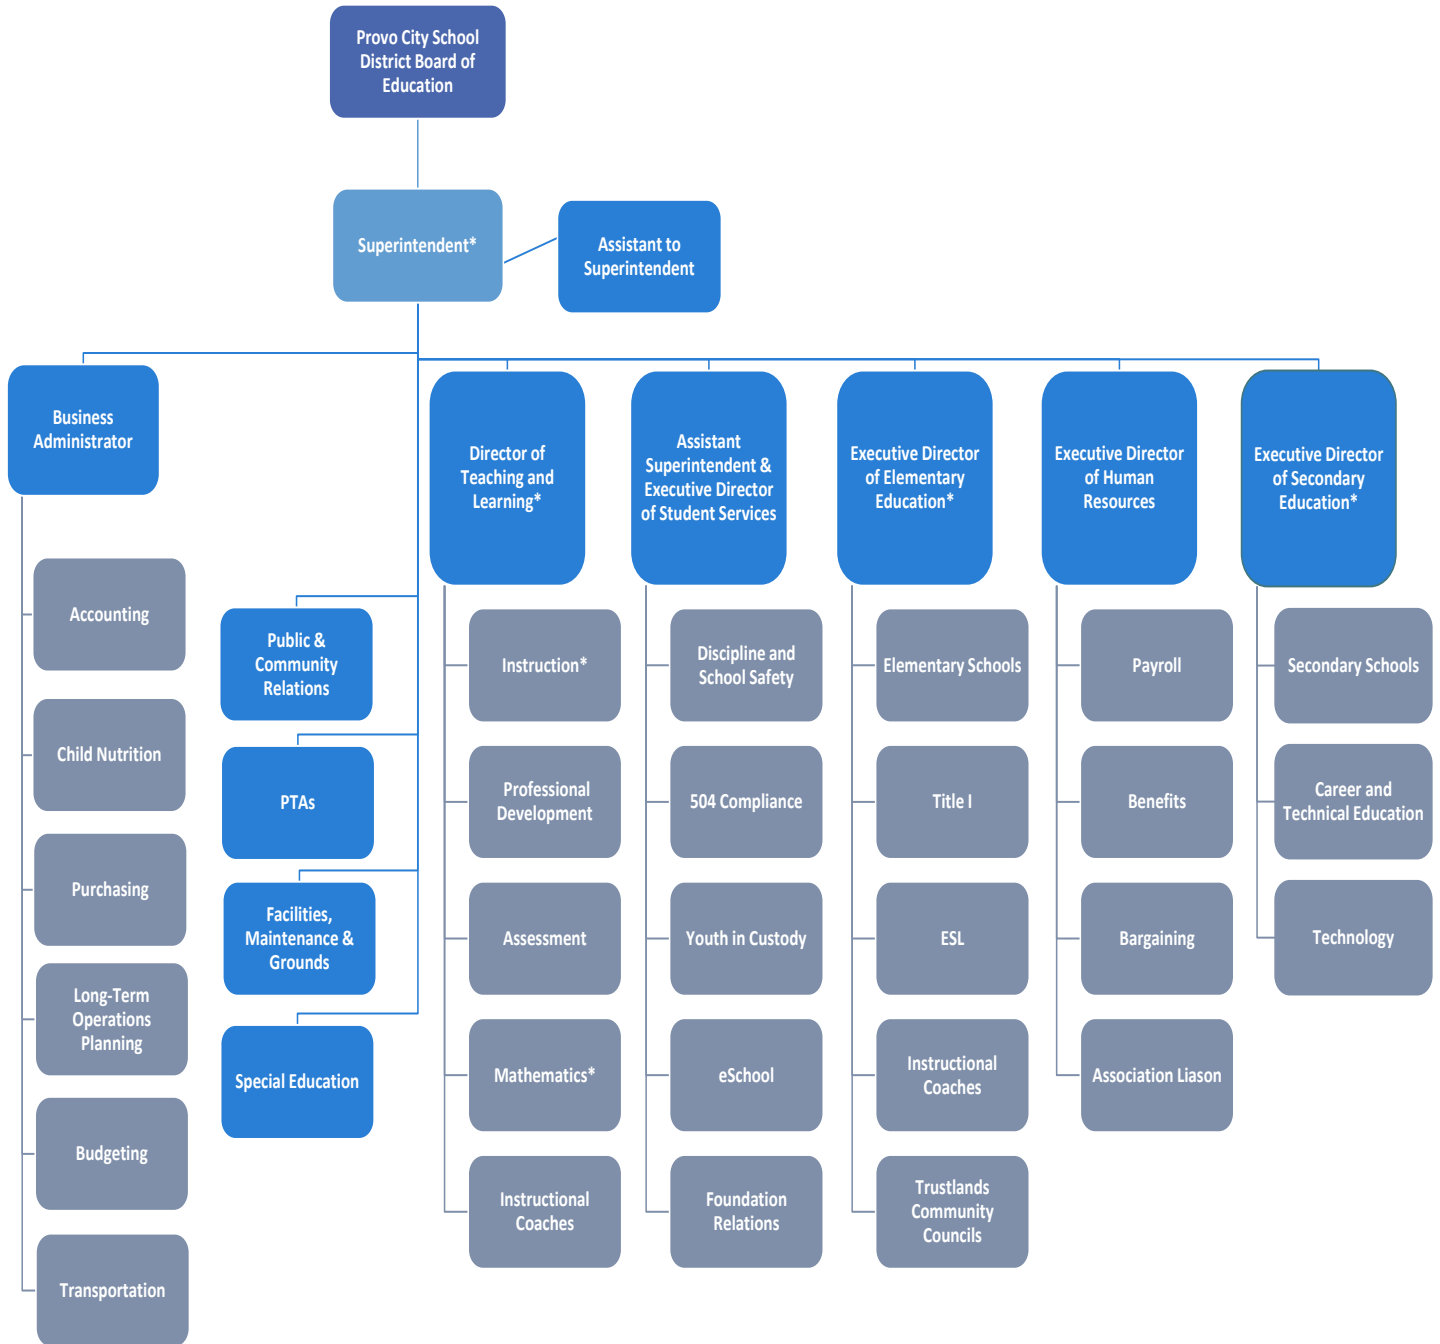 Provo City School
District Board of
Education
Superintendent*
Assistant to
Superintendent
Business
Administrator
Accounting
Child Nutrition
Purchasing
Long-Term
Operations
Planning
Budgeting
Transportation
Public &
Community
Relations
PTAs
Facilities,
Maintenance &
Grounds
Special Education
Director of
Teaching and
Learning*
Instruction*
Professional
Development
Assessment
Mathematics*
Instructional
Coaches
Assistant
Superintendent &
Executive Director
of Student Services
Discipline and
School Safety
504 Compliance
Youth in Custody
eSchool
Foundation
Relations
Executive Director
of Elementary
Education*
Elementary Schools
Title I
ESL
Instructional
Coaches
Trustlands
Community
Councils
Executive Director
of Human
Resources
Payroll
Benefits
Bargaining
Association Liason
Executive Director
of Secondary
Education*
Secondary Schools
Career and
Technical Education
Technology